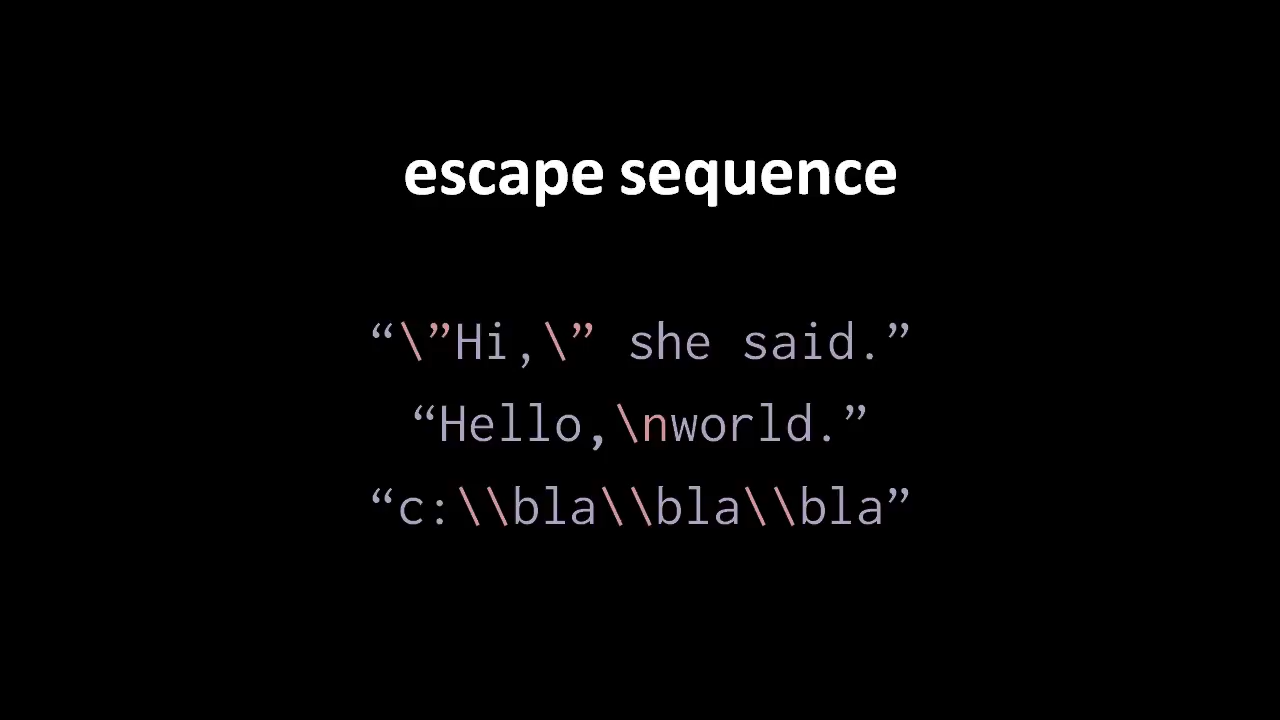 escape sequence
“\”Hi,\” she said.”
“Hello,\nworld.”
“c:\\bla\\bla\\bla”